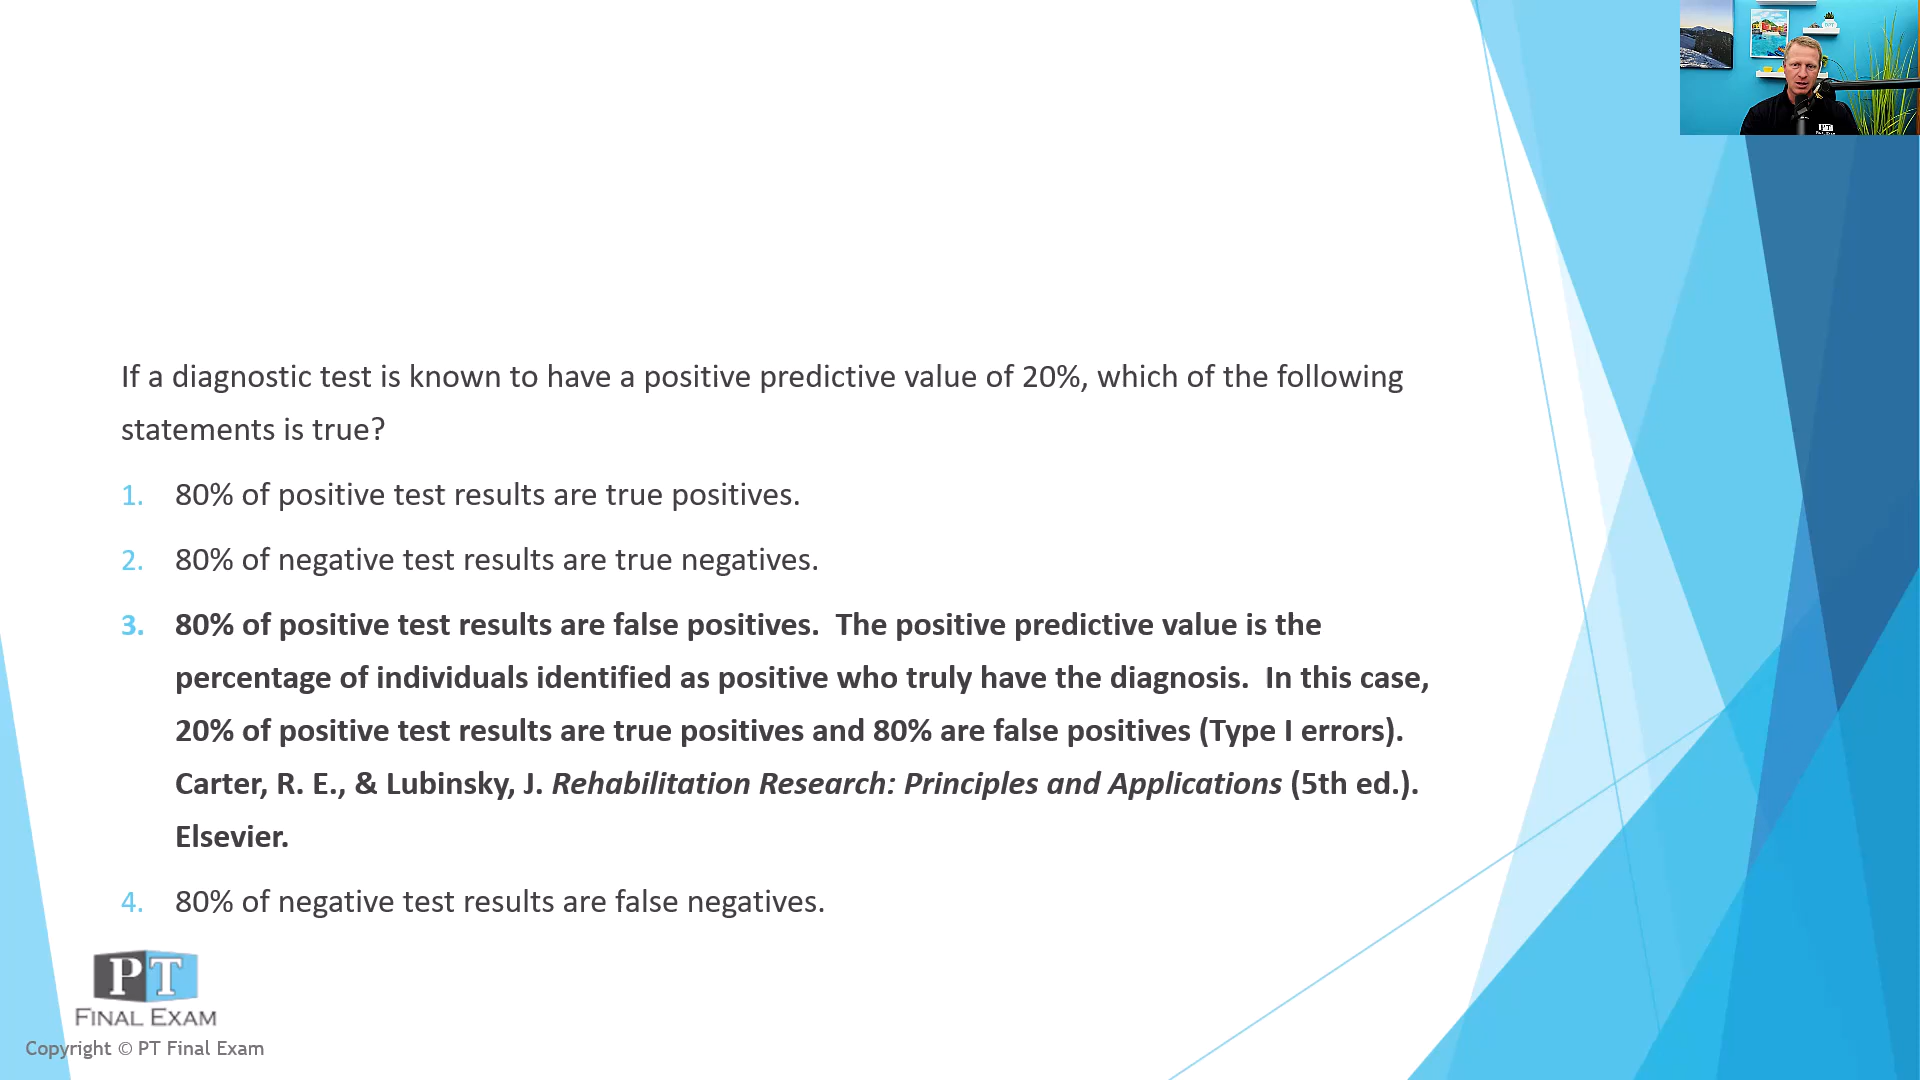 If a diagnostic test is known to have a positive predictive value of 20%, which of the following
statements is true?
1. 80% of positive test results are true positives.
2. 80% of negative test results are true negatives.
3. 80% of positive test results are false positives.  The positive predictive value is the
percentage of individuals identified as positive who truly have the diagnosis.  In this case,
20% of positive test results are true positives and 80% are false positives (Type I errors).
Carter, R. E., & Lubinsky, J. Rehabilitation Research: Principles and Applications (5th ed.).
Elsevier.
4. 80% of negative test results are false negatives.
PT
FINAL EXAM
Copyright © PT Final Exam
PT